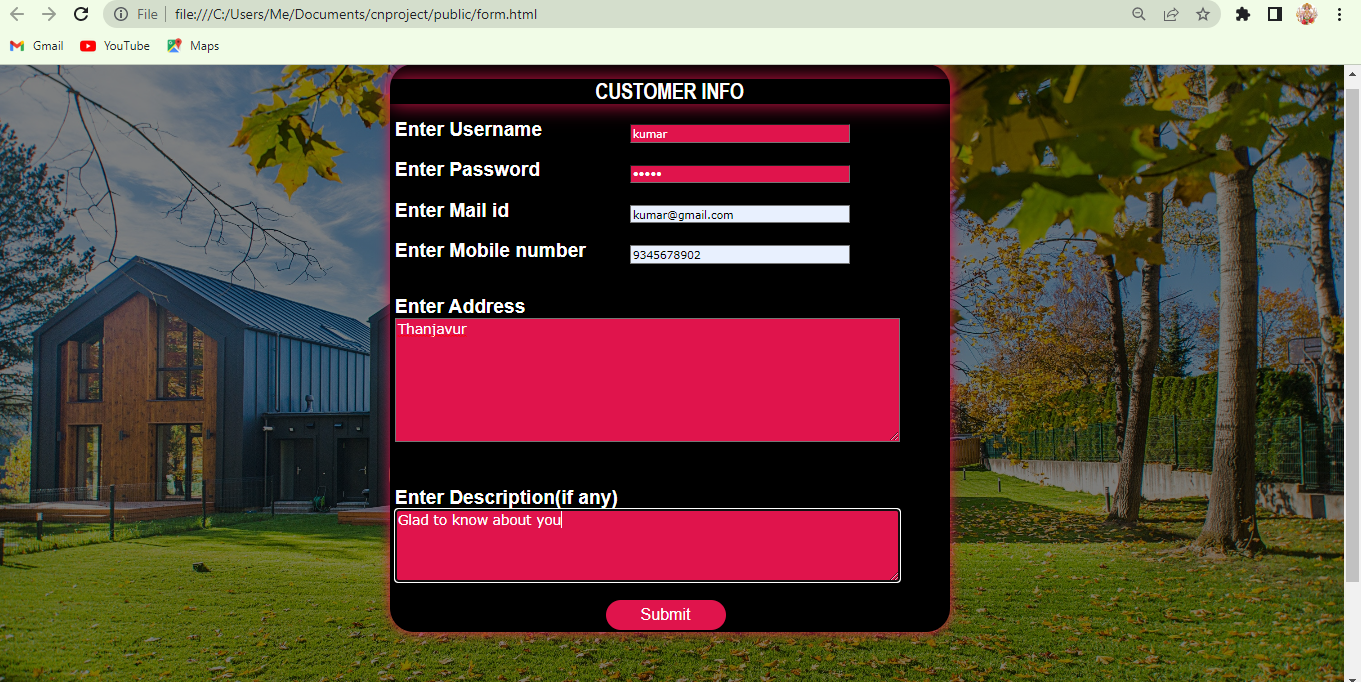 File file:///C:/Users/Me/Documents/cnproject/public/form.html
Gmail YouTube Maps
CUSTOMER INFO
Enter Username kumar
Enter Password •••••
Enter Mail id kumar@gmail.com
Enter Mobile number 9345678902
Enter Address
Thanjavur
Enter Description(if any)
Glad to know about you
Submit